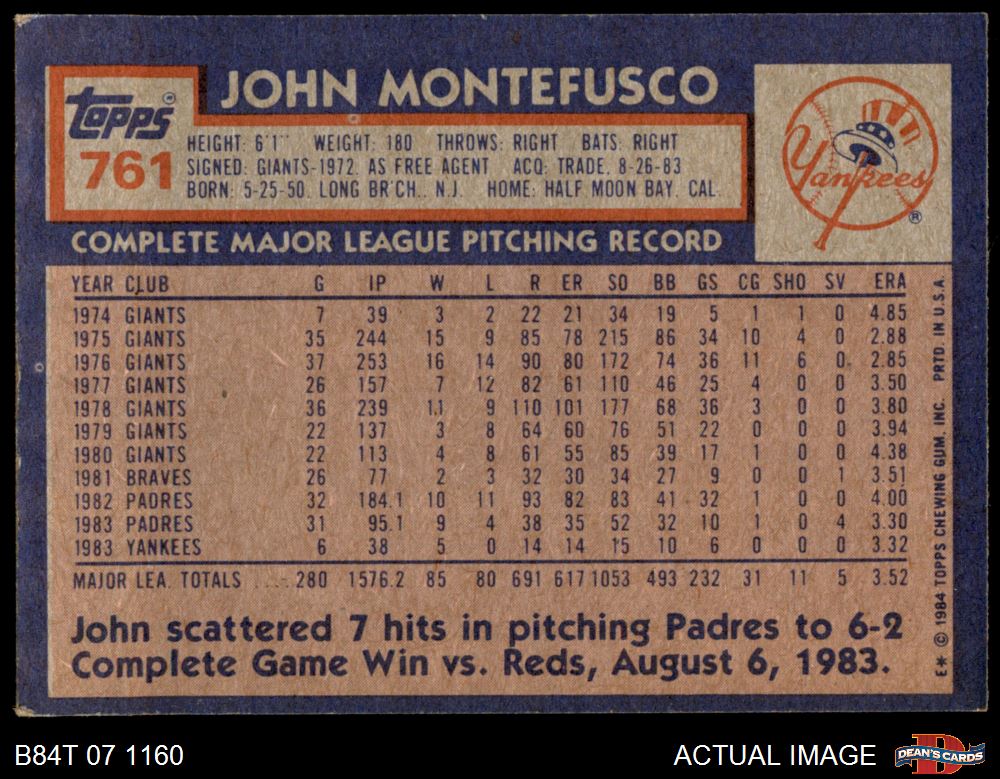 JOHN MONTEFUSCO
Topps®
761
HEIGHT: 6'1" WEIGHT: 180 THROWS: RIGHT BATS: RIGHT
SIGNED: GIANTS-1972. AS FREE AGENT ACQ: TRADE, 8-26-83
BORN: 5-25-50. LONG BR'CH., N.J. HOME: HALF MOON BAY, CAL.
Yankees®
COMPLETE MAJOR LEAGUE PITCHING RECORD
YEAR CLUB G IP W L R ER SO BB GS CG SHO SV ERA
1974 GIANTS 7 39 3 2 22 21 34 19 5 1 1 0 4.85
1975 GIANTS 35 244 15 9 85 78 215 86 34 10 4 0 2.88
1976 GIANTS 37 253 16 14 90 80 172 74 36 11 6 0 2.85
1977 GIANTS 26 157 7 12 82 61 110 46 25 4 0 0 3.50
1978 GIANTS 36 239 11 9 110 101 177 68 36 3 0 0 3.80
1979 GIANTS 22 137 3 8 64 60 76 51 22 0 0 0 3.94
1980 GIANTS 22 113 4 8 61 55 85 39 17 1 0 0 4.38
1981 BRAVES 26 77 2 3 32 30 34 27 9 0 0 1 3.51
1982 PADRES 32 184.1 10 11 93 82 83 41 32 1 0 0 4.00
1983 PADRES 31 95.1 9 4 38 35 52 32 10 1 0 4 3.30
1983 YANKEES 6 38 5 0 14 14 15 10 6 0 0 0 3.32
MAJOR LEA. TOTALS .... 280 1576.2 85 80 691 617 1053 493 232 31 11 5 3.52
John scattered 7 hits in pitching Padres to 6-2
Complete Game Win vs. Reds, August 6, 1983.
E* © 1984 TOPPS CHEWING GUM, INC. PRTD. IN U.S.A.
B84T 07 1160
ACTUAL IMAGE
DEAN'S CARDS